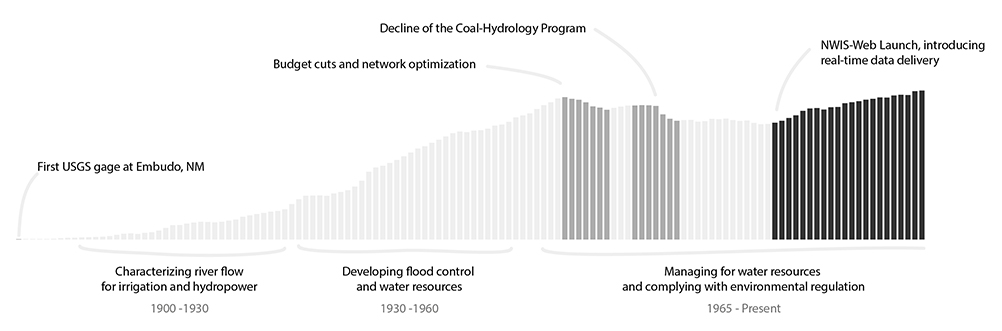 Decline of the Coal-Hydrology Program
NWIS-Web Launch, introducing
real-time data delivery
Budget cuts and network optimization
First USGS gage at Embudo, NM
Characterizing river flow
for irrigation and hydropower
1900 -1930
Developing flood control
and water resources
1930 -1960
Managing for water resources
and complying with environmental regulation
1965 - Present